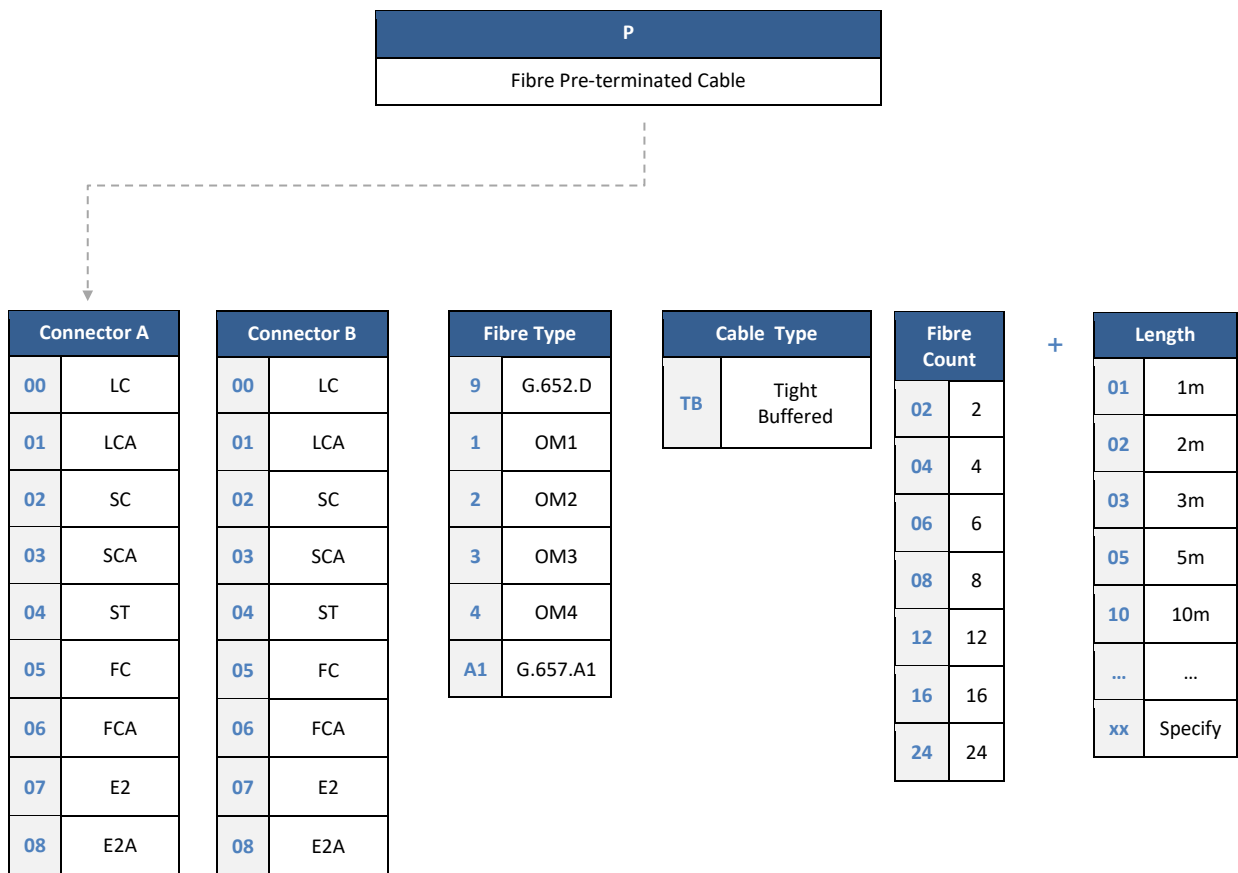 P
Fibre Pre-terminated Cable
Connector A
00 LC
01 LCA
02 SC
03 SCA
04 ST
05 FC
06 FCA
07 E2
08 E2A
Connector B
00 LC
01 LCA
02 SC
03 SCA
04 ST
05 FC
06 FCA
07 E2
08 E2A
Fibre Type
9 G.652.D
1 OM1
2 OM2
3 OM3
4 OM4
A1 G.657.A1
Cable Type
TB Tight
Buffered
Fibre
Count
02 2
04 4
06 6
08 8
12 12
16 16
24 24
+
Length
01 1m
02 2m
03 3m
05 5m
10 10m
... ...
xx Specify